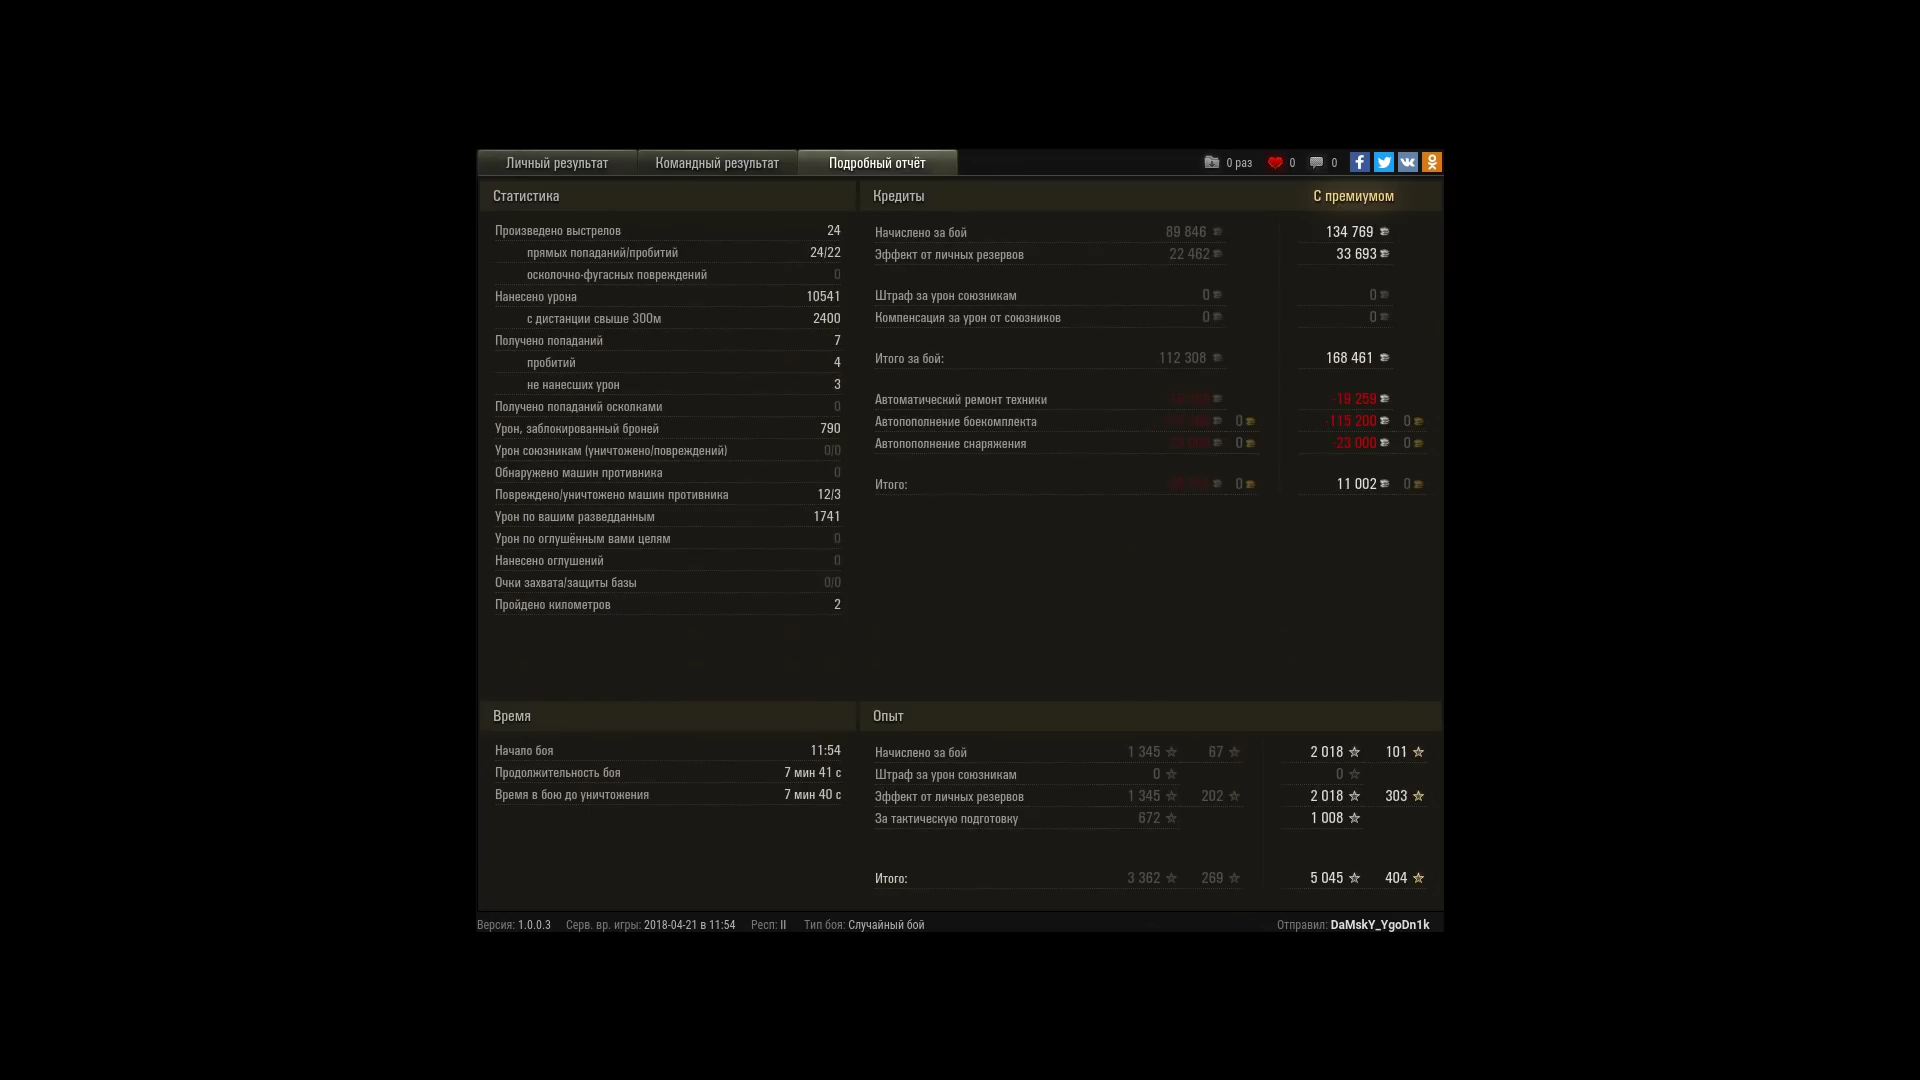 Личный результат Командный результат Подробный отчёт 0 раз 0 0
Статистика
Произведено выстрелов 24
прямых попаданий/пробитий 24/22
осколочно-фугасных повреждений 0
Нанесено урона 10541
с дистанции свыше 300м 2400
Получено попаданий 7
пробитий 4
не нанесших урон 3
Получено попаданий осколками 0
Урон, заблокированный броней 790
Урон союзникам (уничтожено/повреждений) 0/0
Обнаружено машин противника 0
Повреждено/уничтожено машин противника 12/3
Урон по вашим разведданным 1741
Урон по оглушённым вами целям 0
Нанесено оглушений 0
Очки захвата/защиты базы 0/0
Пройдено километров 2
Кредиты С премиумом
Начислено за бой 89 846 134 769
Эффект от личных резервов 22 462 33 693
Штраф за урон союзникам 0 0
Компенсация за урон от союзников 0 0
Итого за бой: 112 308 168 461
Автоматический ремонт техники -19 259
Автопополнение боекомплекта 0 -115 200 0
Автопополнение снаряжения 0 -23 000 0
Итого: 0 11 002 0
Время
Начало боя 11:54
Продолжительность боя 7 мин 41 с
Время в бою до уничтожения 7 мин 40 с
Опыт
Начислено за бой 1 345 67 2 018 101
Штраф за урон союзникам 0 0
Эффект от личных резервов 1 345 202 2 018 303
За тактическую подготовку 672 1 008
Итого: 3 362 269 5 045 404
Версия: 1.0.0.3 Серв. вр. игры: 2018-04-21 в 11:54 Респ: II Тип боя: Случайный бой Отправил: DaMskY_YgoDn1k